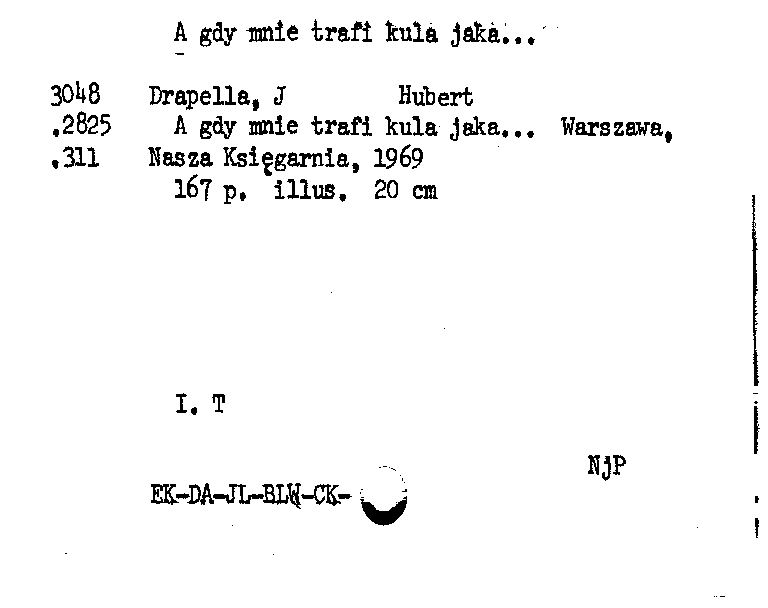 A gdy mnie trafi kula jaka...
3048 Drapella, J Hubert
.2825 A gdy mnie trafi kula jaka... Warszawa,
.311 Nasza Księgarnia, 1969
167 p. illus. 20 cm
I. T
NjP
EK-DA-JL-BLW-CK-